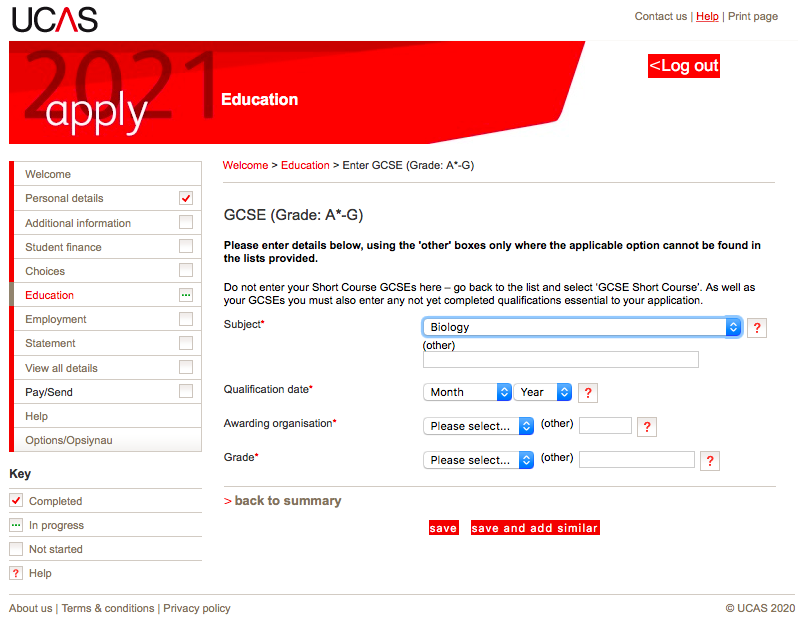 UCAS
Contact us | Help | Print page
2021
apply
Education
<Log out
Welcome
Personal details
Additional information
Student finance
Choices
Education
Employment
Statement
View all details
Pay/Send
Help
Options/Opsiynau
Key
Completed
In progress
Not started
? Help
Welcome > Education > Enter GCSE (Grade: A*-G)
GCSE (Grade: A*-G)
Please enter details below, using the 'other' boxes only where the applicable option cannot be found in
the lists provided.
Do not enter your Short Course GCSEs here – go back to the list and select ‘GCSE Short Course’. As well as
your GCSEs you must also enter any not yet completed qualifications essential to your application.
Subject* Biology ?
(other)
Qualification date* Month Year ?
Awarding organisation* Please select... (other) ?
Grade* Please select... (other) ?
> back to summary
save save and add similar
About us | Terms & conditions | Privacy policy
© UCAS 2020